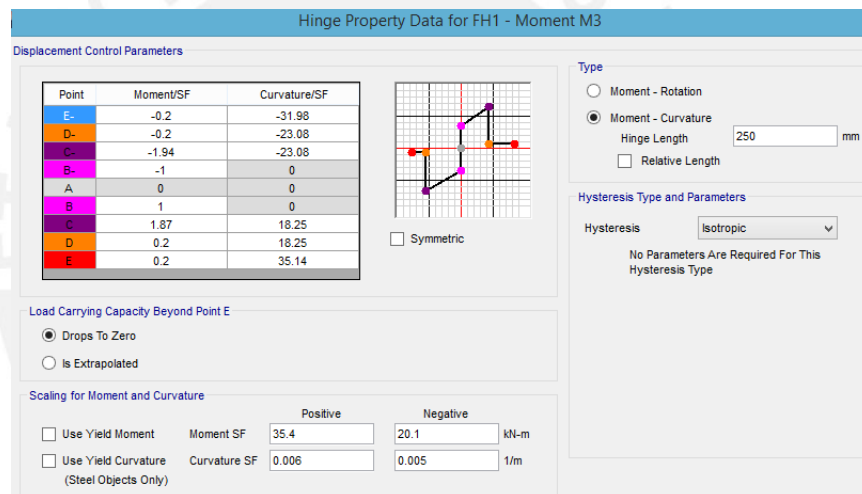 Hinge Property Data for FH1 - Moment M3
Displacement Control Parameters
Point Moment/SF Curvature/SF
E- -0.2 -31.98
D- -0.2 -23.08
C- -1.94 -23.08
B- -1 0
A 0 0
B 1 0
C 1.87 18.25
D 0.2 18.25
E 0.2 35.14
Symmetric
Load Carrying Capacity Beyond Point E
Drops To Zero
Is Extrapolated
Scaling for Moment and Curvature
Positive Negative
Use Yield Moment Moment SF 35.4 20.1 kN-m
Use Yield Curvature Curvature SF 0.006 0.005 1/m
(Steel Objects Only)
Type
Moment - Rotation
Moment - Curvature
Hinge Length 250 mm
Relative Length
Hysteresis Type and Parameters
Hysteresis Isotropic
No Parameters Are Required For This
Hysteresis Type